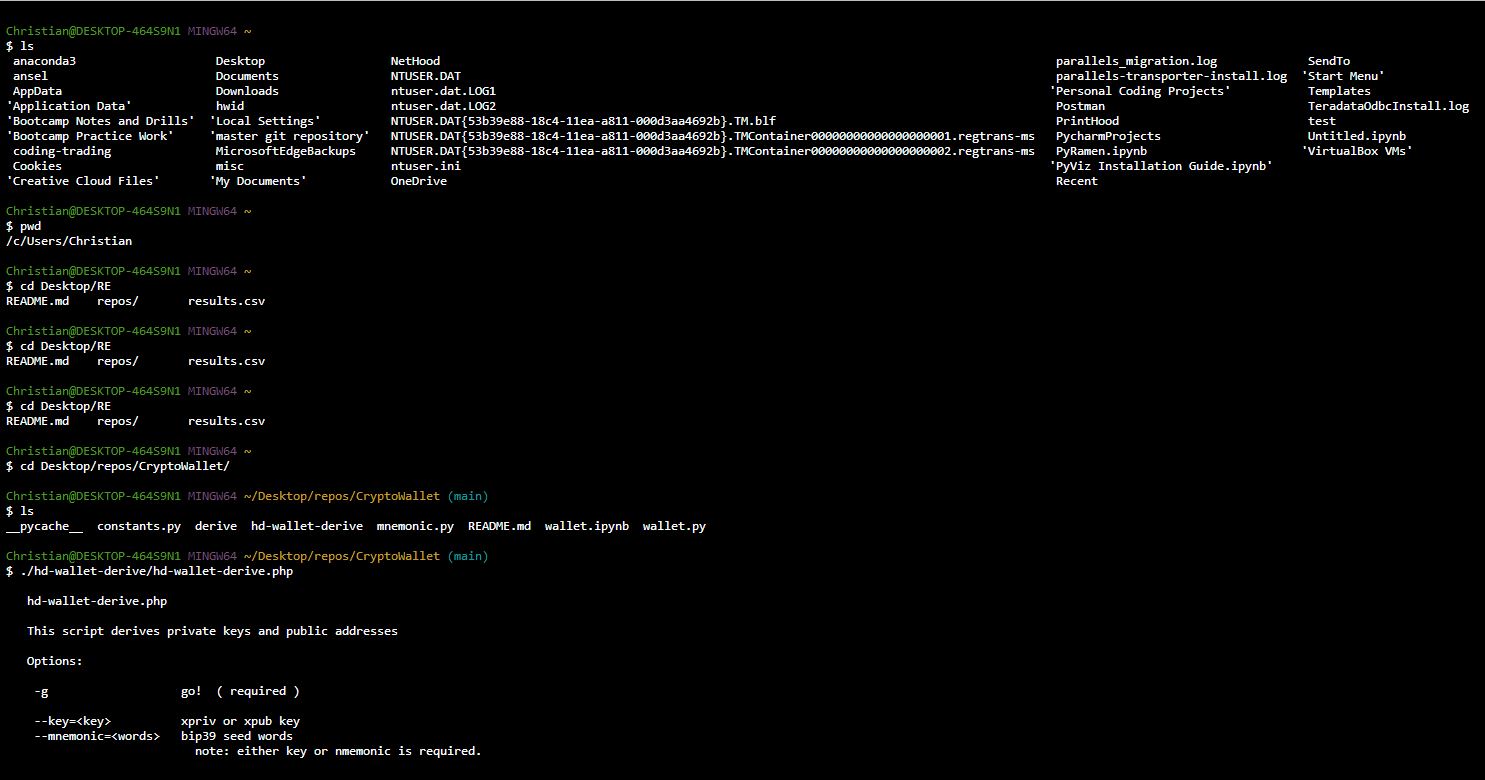 Christian@DESKTOP-464S9N1 MINGW64 ~
$ ls
anaconda3 Desktop NetHood parallels_migration.log SendTo
ansel Documents NTUSER.DAT parallels-transporter-install.log 'Start Menu'
AppData Downloads ntuser.dat.LOG1 'Personal Coding Projects' Templates
'Application Data' hwid ntuser.dat.LOG2 Postman TeradataOdbcInstall.log
'Bootcamp Notes and Drills' 'Local Settings' NTUSER.DAT{53b39e88-18c4-11ea-a811-000d3aa4692b}.TM.blf PrintHood test
'Bootcamp Practice Work' 'master git repository' NTUSER.DAT{53b39e88-18c4-11ea-a811-000d3aa4692b}.TMContainer00000000000000000001.regtrans-ms PycharmProjects Untitled.ipynb
coding-trading MicrosoftEdgeBackups NTUSER.DAT{53b39e88-18c4-11ea-a811-000d3aa4692b}.TMContainer00000000000000000002.regtrans-ms PyRamen.ipynb 'VirtualBox VMs'
Cookies misc ntuser.ini 'PyViz Installation Guide.ipynb'
'Creative Cloud Files' 'My Documents' OneDrive Recent
Christian@DESKTOP-464S9N1 MINGW64 ~
$ pwd
/c/Users/Christian
Christian@DESKTOP-464S9N1 MINGW64 ~
$ cd Desktop/RE
README.md repos/ results.csv
Christian@DESKTOP-464S9N1 MINGW64 ~
$ cd Desktop/RE
README.md repos/ results.csv
Christian@DESKTOP-464S9N1 MINGW64 ~
$ cd Desktop/RE
README.md repos/ results.csv
Christian@DESKTOP-464S9N1 MINGW64 ~
$ cd Desktop/repos/CryptoWallet/
Christian@DESKTOP-464S9N1 MINGW64 ~/Desktop/repos/CryptoWallet (main)
$ ls
__pycache__ constants.py derive hd-wallet-derive mnemonic.py README.md wallet.ipynb wallet.py
Christian@DESKTOP-464S9N1 MINGW64 ~/Desktop/repos/CryptoWallet (main)
$ ./hd-wallet-derive/hd-wallet-derive.php
hd-wallet-derive.php
This script derives private keys and public addresses
Options:
-g go! ( required )
--key=<key> xpriv or xpub key
--mnemonic=<words> bip39 seed words
note: either key or nmemonic is required.